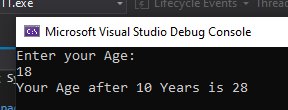 11.exe
Lifecycle Events
Thread
Microsoft Visual Studio Debug Console
Enter your Age:
18
Your Age after 10 Years is 28